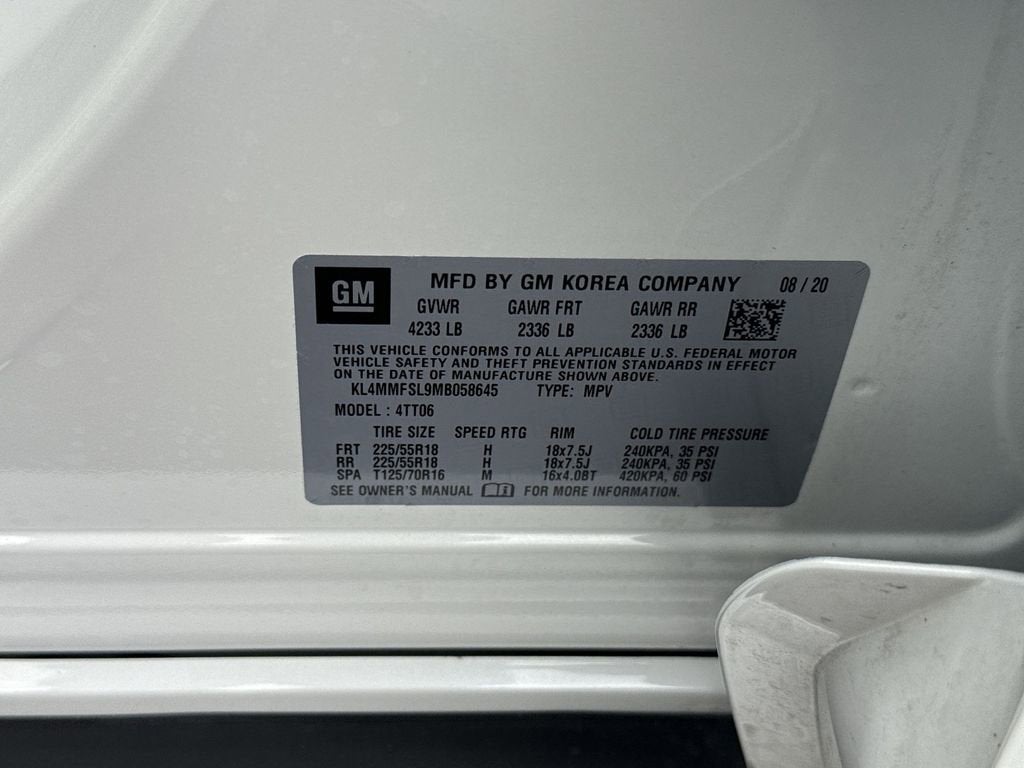 GM MFD BY GM KOREA COMPANY 08 / 20
GVWR GAWR FRT GAWR RR
4233 LB 2336 LB 2336 LB
THIS VEHICLE CONFORMS TO ALL APPLICABLE U.S. FEDERAL MOTOR
VEHICLE SAFETY AND THEFT PREVENTION STANDARDS IN EFFECT
ON THE DATE OF MANUFACTURE SHOWN ABOVE.
KL4MMFSL9MB058645 TYPE: MPV
MODEL : 4TT06
TIRE SIZE SPEED RTG RIM COLD TIRE PRESSURE
FRT 225/55R18 H 18x7.5J 240KPA, 35 PSI
RR 225/55R18 H 18x7.5J 240KPA, 35 PSI
SPA T125/70R16 M 16x4.0BT 420KPA, 60 PSI
SEE OWNER'S MANUAL FOR MORE INFORMATION.